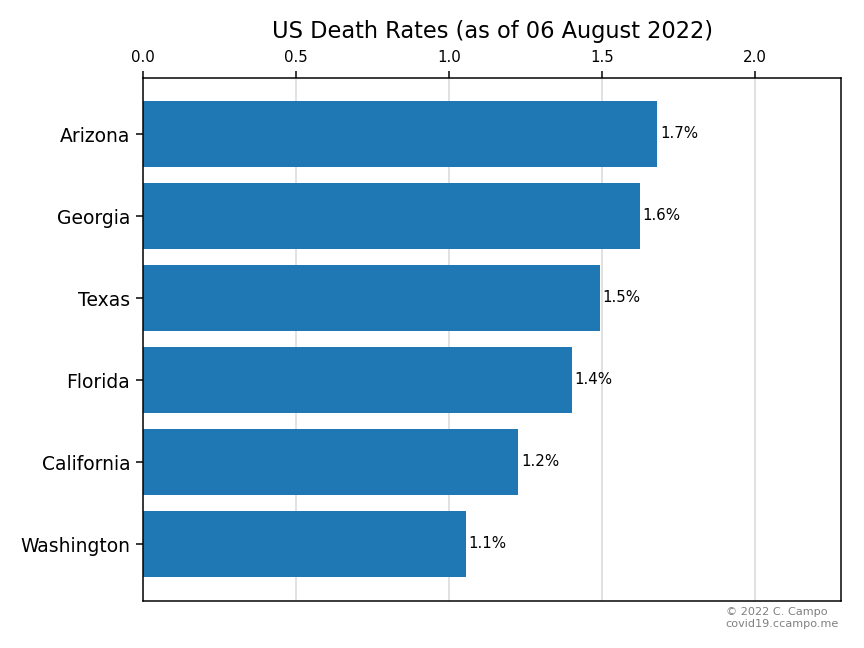 US Death Rates (as of 06 August 2022)
0.0 0.5 1.0 1.5 2.0
Arizona 1.7%
Georgia 1.6%
Texas 1.5%
Florida 1.4%
California 1.2%
Washington 1.1%
© 2022 C. Campo
covid19.ccampo.me